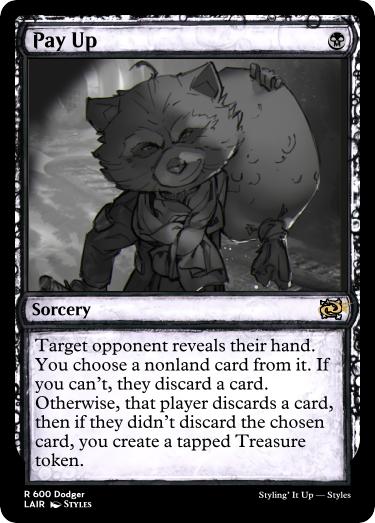 Pay Up
Sorcery
Target opponent reveals their hand.
You choose a nonland card from it. If
you can't, they discard a card.
Otherwise, that player discards a card,
then if they didn't discard the chosen
card, you create a tapped Treasure
token.
R 600 Dodger
Styling' It Up — Styles
LAIR STYLES